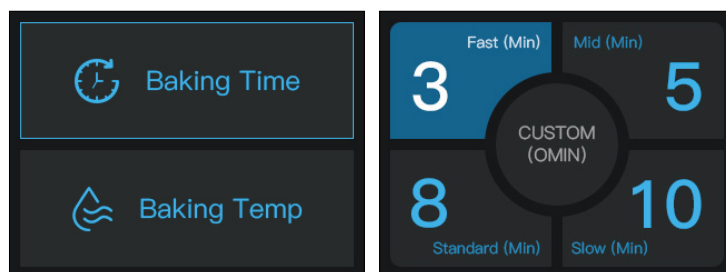 Baking Time
Baking Temp
Fast (Min)
3
Mid (Min)
5
CUSTOM
(OMIN)
8
Standard (Min)
10
Slow (Min)